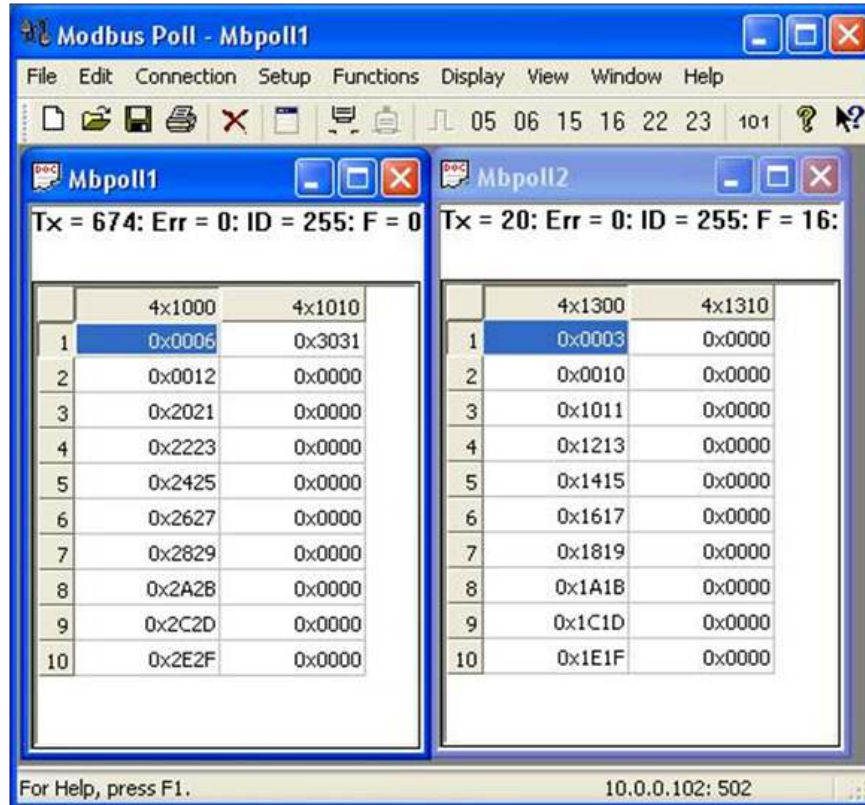 Modbus Poll - Mbpoll1
File Edit Connection Setup Functions Display View Window Help
05 06 15 16 22 23 101
Mbpoll1
Tx = 674: Err = 0: ID = 255: F = 0
4x1000 4x1010
1 0x0006 0x3031
2 0x0012 0x0000
3 0x2021 0x0000
4 0x2223 0x0000
5 0x2425 0x0000
6 0x2627 0x0000
7 0x2829 0x0000
8 0x2A2B 0x0000
9 0x2C2D 0x0000
10 0x2E2F 0x0000
Mbpoll2
Tx = 20: Err = 0: ID = 255: F = 16:
4x1300 4x1310
1 0x0003 0x0000
2 0x0010 0x0000
3 0x1011 0x0000
4 0x1213 0x0000
5 0x1415 0x0000
6 0x1617 0x0000
7 0x1819 0x0000
8 0x1A1B 0x0000
9 0x1C1D 0x0000
10 0x1E1F 0x0000
For Help, press F1. 10.0.0.102: 502